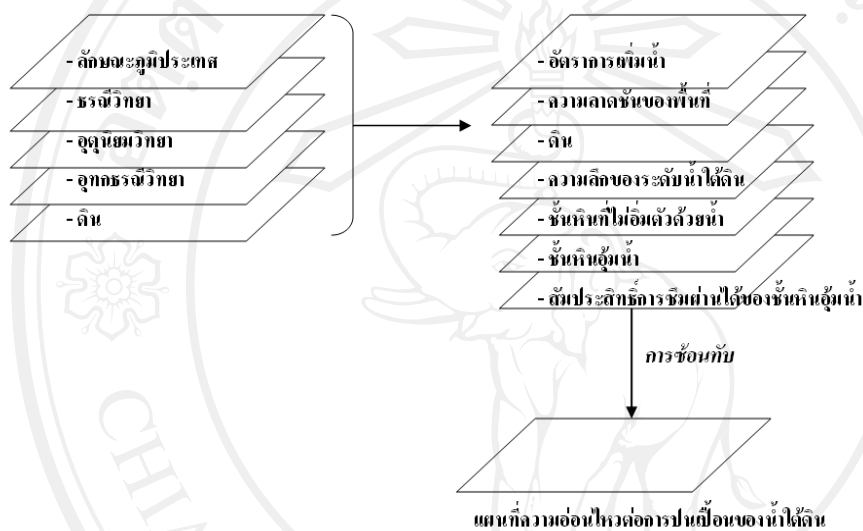 - ลักษณะภูมิประเทศ
- ธรณีวิทยา
- อุตุนิยมวิทยา
- อุทกธรณีวิทยา
- ดิน
- อัตราการเพิ่มน้ำ
- ความลาดชันของพื้นที่
- ดิน
- ความลึกของระดับน้ำใต้ดิน
- ชั้นหินที่ไม่อิ่มตัวด้วยน้ำ
- ชั้นหินอุ้มน้ำ
- สัมประสิทธิ์การซึมผ่านได้ของชั้นหินอุ้มน้ำ
การซ้อนทับ
แผนที่ความอ่อนไหวต่อการปนเปื้อนของน้ำใต้ดิน